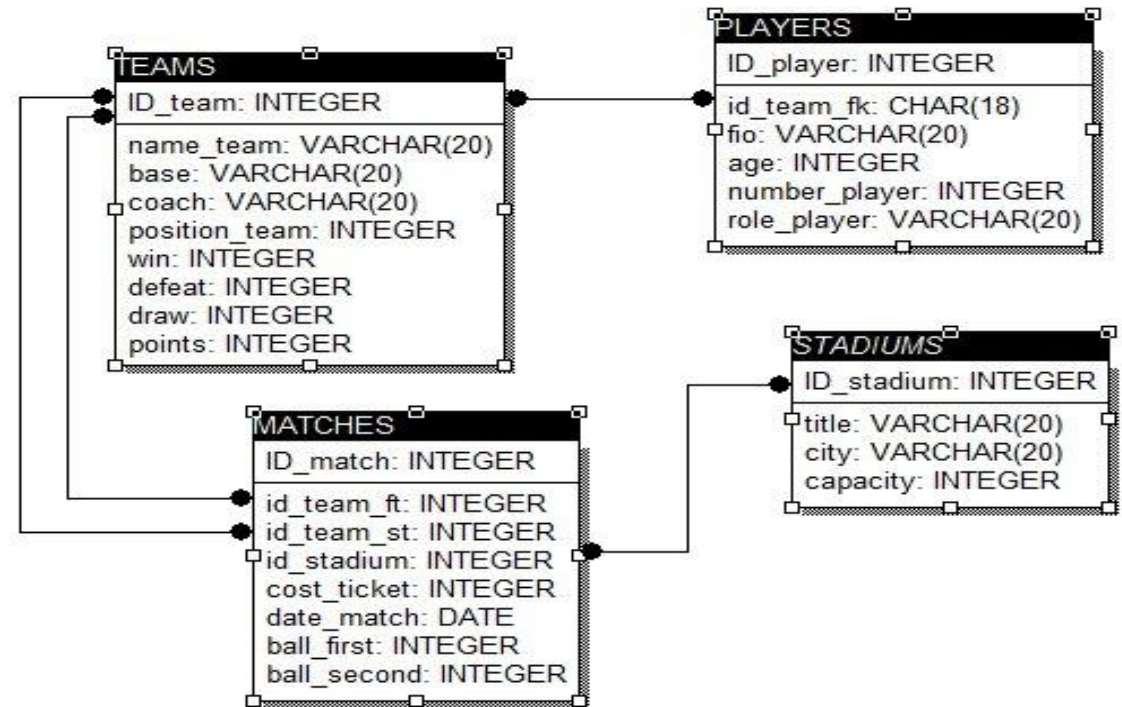 TEAMS
ID_team: INTEGER
name_team: VARCHAR(20)
base: VARCHAR(20)
coach: VARCHAR(20)
position_team: INTEGER
win: INTEGER
defeat: INTEGER
draw: INTEGER
points: INTEGER
PLAYERS
ID_player: INTEGER
id_team_fk: CHAR(18)
fio: VARCHAR(20)
age: INTEGER
number_player: INTEGER
role_player: VARCHAR(20)
MATCHES
ID_match: INTEGER
id_team_ft: INTEGER
id_team_st: INTEGER
id_stadium: INTEGER
cost_ticket: INTEGER
date_match: DATE
ball_first: INTEGER
ball_second: INTEGER
STADIUMS
ID_stadium: INTEGER
title: VARCHAR(20)
city: VARCHAR(20)
capacity: INTEGER